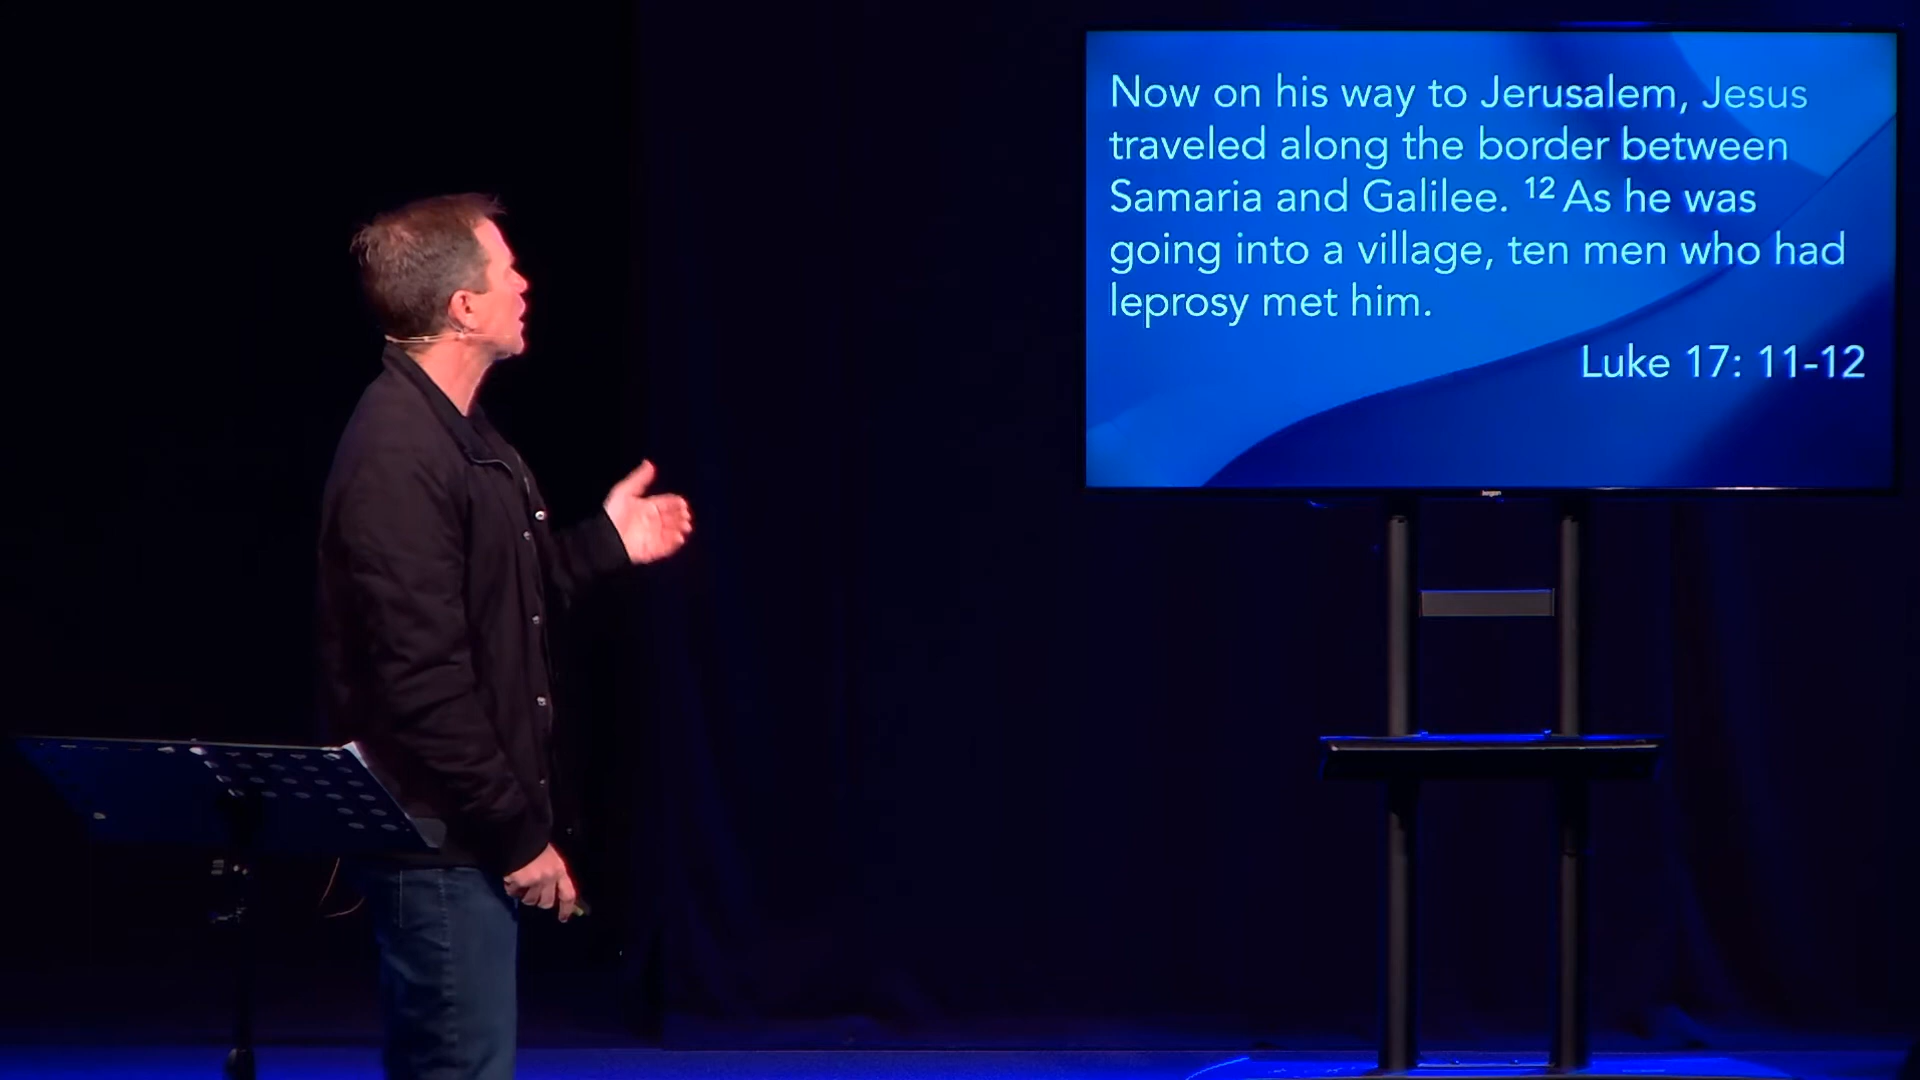 Now on his way to Jerusalem, Jesus
traveled along the border between
Samaria and Galilee. ¹² As he was
going into a village, ten men who had
leprosy met him.
Luke 17: 11-12